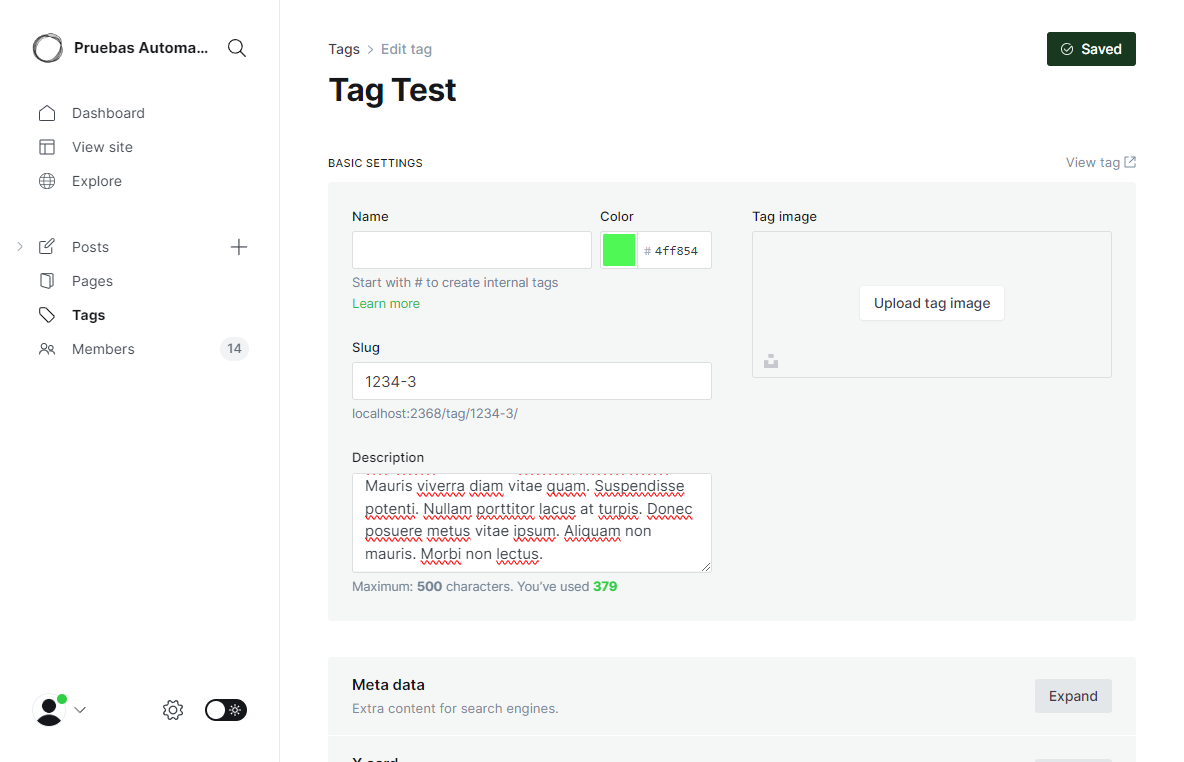 Pruebas Automa...
Dashboard
View site
Explore
Posts
Pages
Tags
Members
14
Tags > Edit tag
Saved
Tag Test
BASIC SETTINGS
View tag
Name
Color
Tag image
# 4ff854
Start with # to create internal tags
Learn more
Upload tag image
Slug
1234-3
localhost:2368/tag/1234-3/
Description
Mauris viverra diam vitae quam. Suspendisse
potenti. Nullam porttitor lacus at turpis. Donec
posuere metus vitae ipsum. Aliquam non
mauris. Morbi non lectus.
Maximum: 500 characters. You’ve used 379
Meta data
Extra content for search engines.
Expand
X card